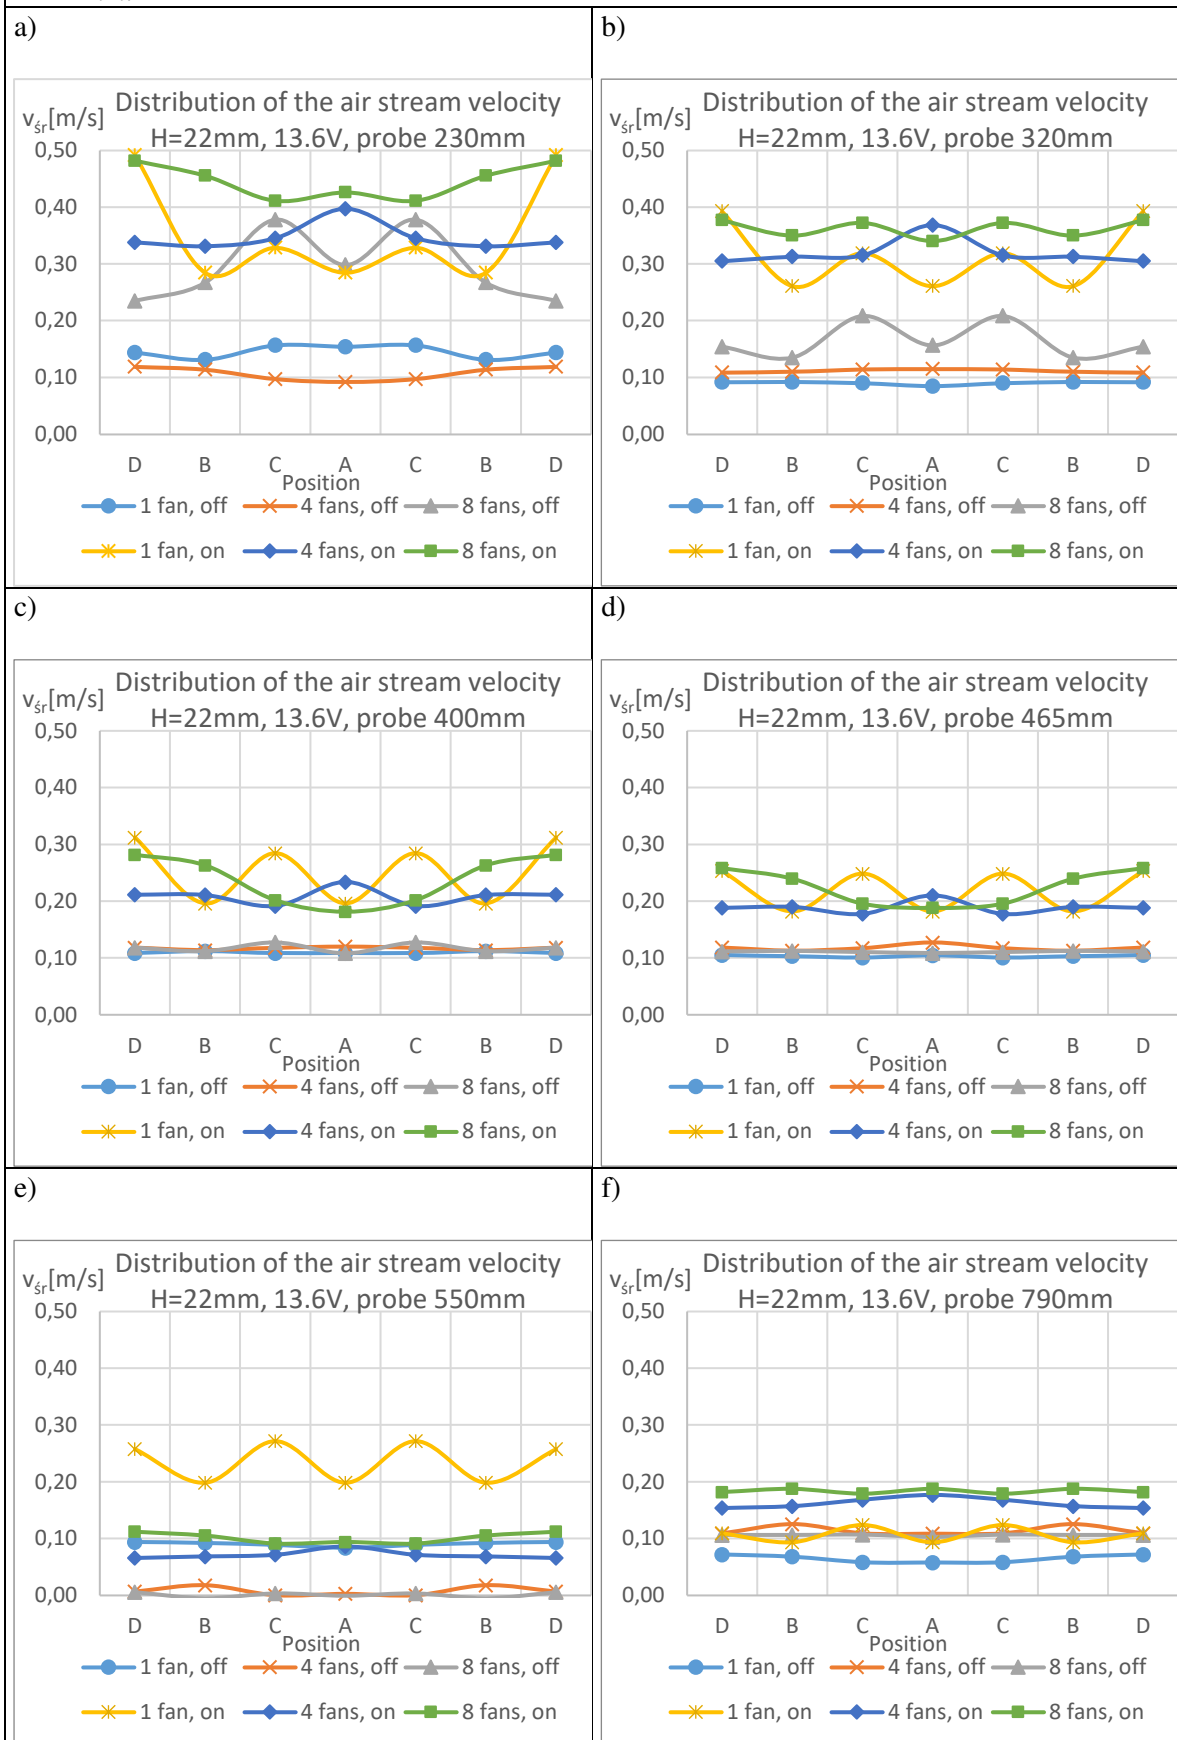 a)
Distribution of the air stream velocity
vśr[m/s]
H=22mm, 13.6V, probe 230mm
0,50
0,40
0,30
0,20
0,10
0,00
D B C A C B D
Position
1 fan, off 4 fans, off 8 fans, off
1 fan, on 4 fans, on 8 fans, on
b)
Distribution of the air stream velocity
vśr[m/s]
H=22mm, 13.6V, probe 320mm
0,50
0,40
0,30
0,20
0,10
0,00
D B C A C B D
Position
1 fan, off 4 fans, off 8 fans, off
1 fan, on 4 fans, on 8 fans, on
c)
Distribution of the air stream velocity
vśr[m/s]
H=22mm, 13.6V, probe 400mm
0,50
0,40
0,30
0,20
0,10
0,00
D B C A C B D
Position
1 fan, off 4 fans, off 8 fans, off
1 fan, on 4 fans, on 8 fans, on
d)
Distribution of the air stream velocity
vśr[m/s]
H=22mm, 13.6V, probe 465mm
0,50
0,40
0,30
0,20
0,10
0,00
D B C A C B D
Position
1 fan, off 4 fans, off 8 fans, off
1 fan, on 4 fans, on 8 fans, on
e)
Distribution of the air stream velocity
vśr[m/s]
H=22mm, 13.6V, probe 550mm
0,50
0,40
0,30
0,20
0,10
0,00
D B C A C B D
Position
1 fan, off 4 fans, off 8 fans, off
1 fan, on 4 fans, on 8 fans, on
f)
Distribution of the air stream velocity
vśr[m/s]
H=22mm, 13.6V, probe 790mm
0,50
0,40
0,30
0,20
0,10
0,00
D B C A C B D
Position
1 fan, off 4 fans, off 8 fans, off
1 fan, on 4 fans, on 8 fans, on